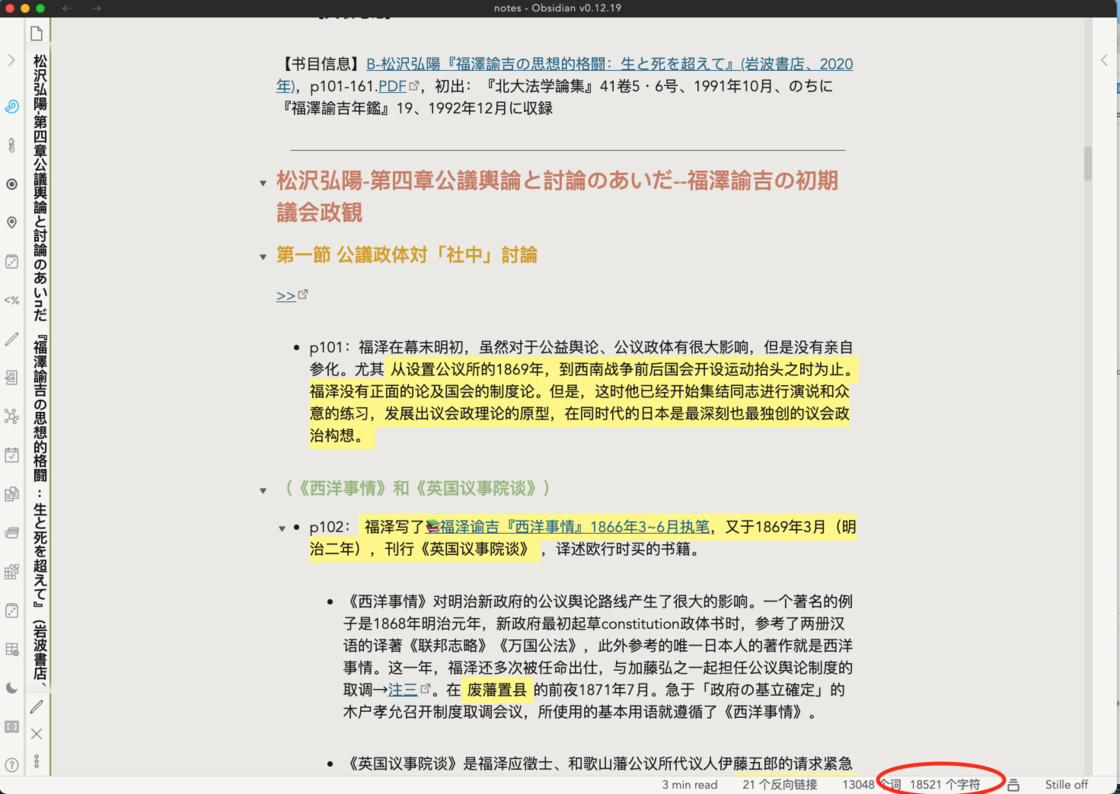 notes - Obsidian v0.12.19
【书目信息】B-松沢弘陽『福澤諭吉の思想的格闘：生と死を超えて』(岩波書店、2020
年)，p101-161.PDF，初出：『北大法学論集』41卷5・6号、1991年10月、のちに
『福澤諭吉年鑑』19、1992年12月に収録
松沢弘陽-第四章公議輿論と討論のあいだ--福澤諭吉の初期
議会政観
第一節 公議政体対「社中」討論
>>
p101：福泽在幕末明初，虽然对于公益舆论、公议政体有很大影响，但是没有亲自
参化。尤其 从设置公议所的1869年，到西南战争前后国会开设运动抬头之时为止。
福泽没有正面的论及国会的制度论。但是，这时他已经开始集结同志进行演说和众
意的练习，发展出议会政理论的原型，在同时代的日本是最深刻也最独创的议会政
治构想。
（《西洋事情》和《英国议事院谈》）
p102： 福泽写了📚福泽谕吉『西洋事情』1866年3~6月执笔，又于1869年3月（明
治二年），刊行《英国议事院谈》 ，译述欧行时买的书籍。
《西洋事情》对明治新政府的公议舆论路线产生了很大的影响。一个著名的例
子是1868年明治元年，新政府最初起草constitution政体书时，参考了两册汉
语的译著《联邦志略》《万国公法》，此外参考的唯一日本人的著作就是西洋
事情。这一年，福泽还多次被任命出仕，与加藤弘之一起担任公议舆论制度的
取调→注三。在 废藩置县 的前夜1871年7月。急于「政府の基立確定」的
木户孝允召开制度取调会议，所使用的基本用语就遵循了《西洋事情》。
《英国议事院谈》是福泽应徵士、和歌山藩公议所代议人伊藤五郎的请求紧急
松沢弘陽-第四章公議輿論と討論のあいだ 『福澤諭吉の思想的格闘：生と死を超えて』(岩波書店、
<%
3 min read 21 个反向链接 13048 个词 18521 个字符 Stille off